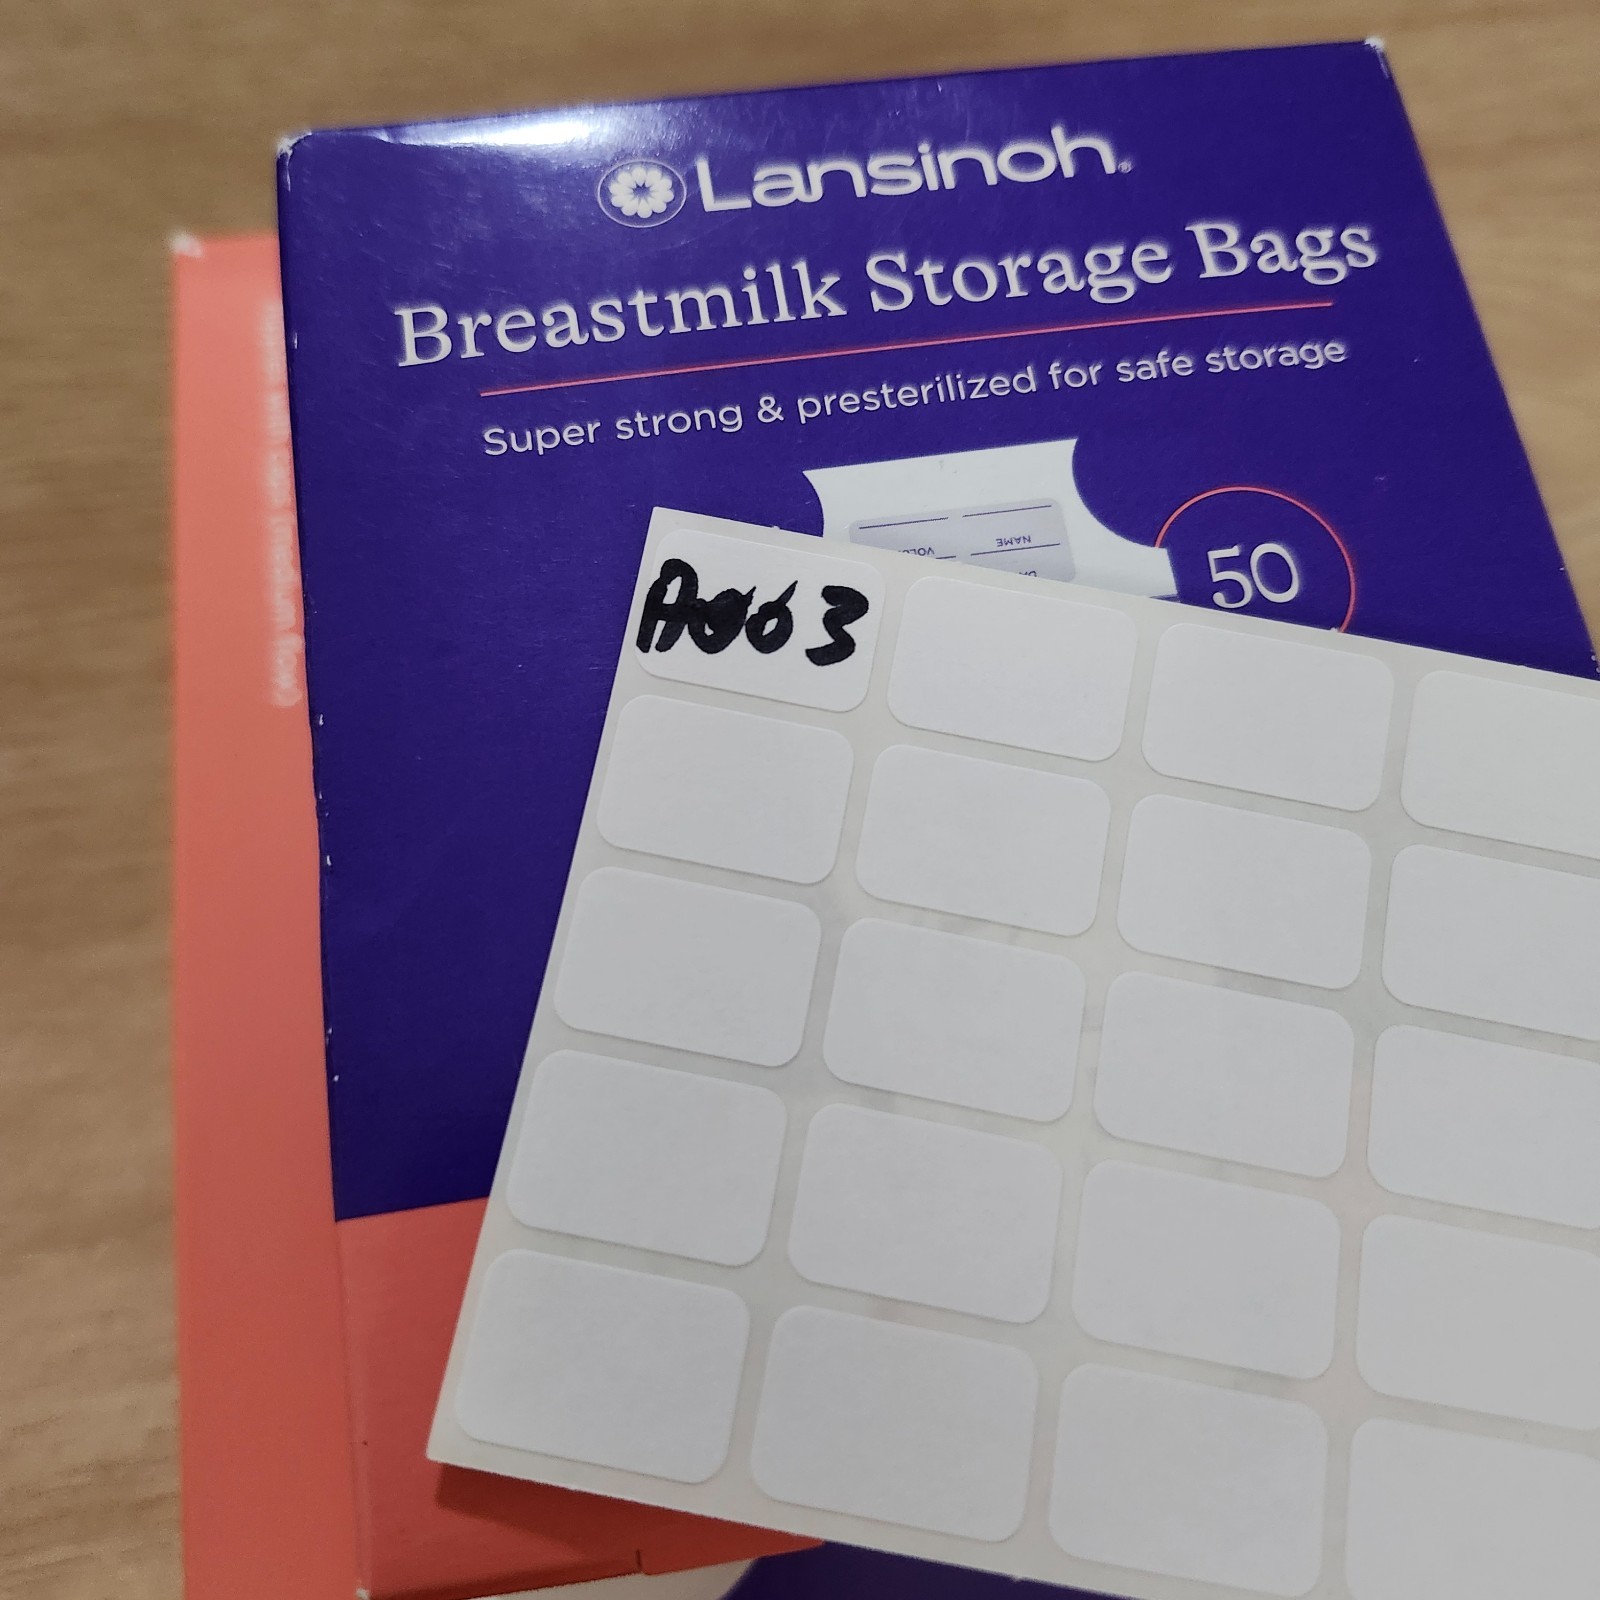 Lansinoh®
Breastmilk Storage Bags
Super strong & presterilized for safe storage
NAME
50
A003